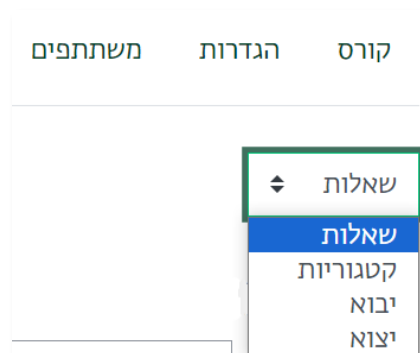 קורס הגדרות משתתפים
שאלות
שאלות
קטגוריות
יבוא
יצוא